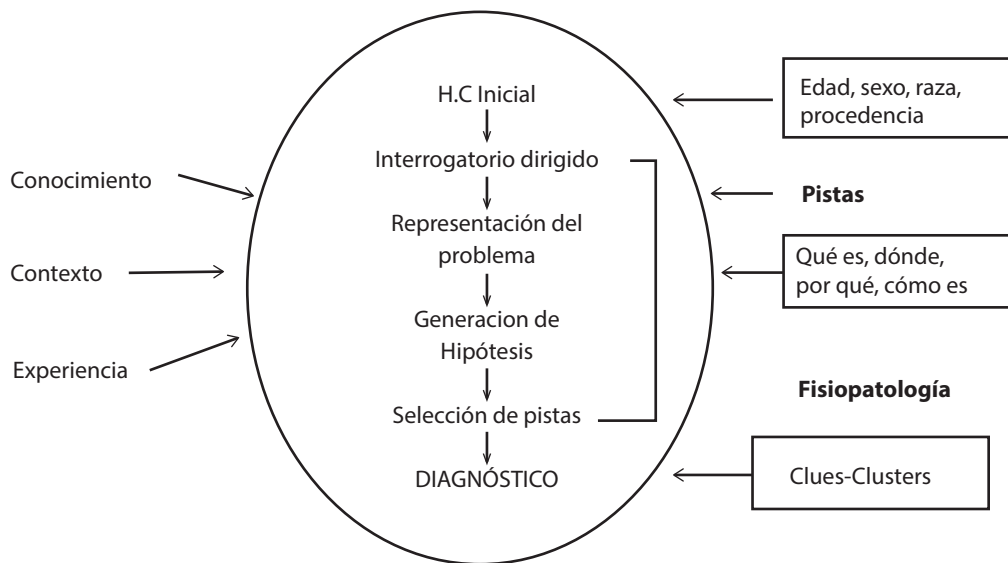 Conocimiento
Contexto
Experiencia
H.C Inicial
Interrogatorio dirigido
Representación del
problema
Generacion de
Hipótesis
Selección de pistas
DIAGNÓSTICO
Edad, sexo, raza,
procedencia
Pistas
Qué es, dónde,
por qué, cómo es
Fisiopatología
Clues-Clusters